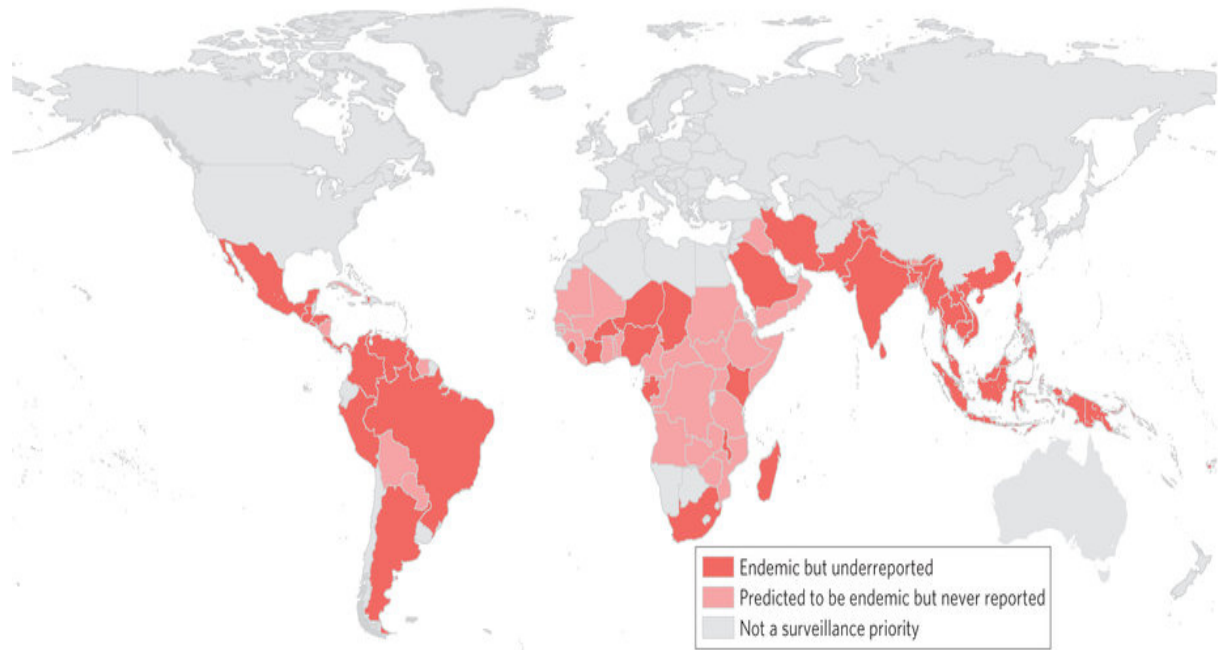 Endemic but underreported
Predicted to be endemic but never reported
Not a surveillance priority